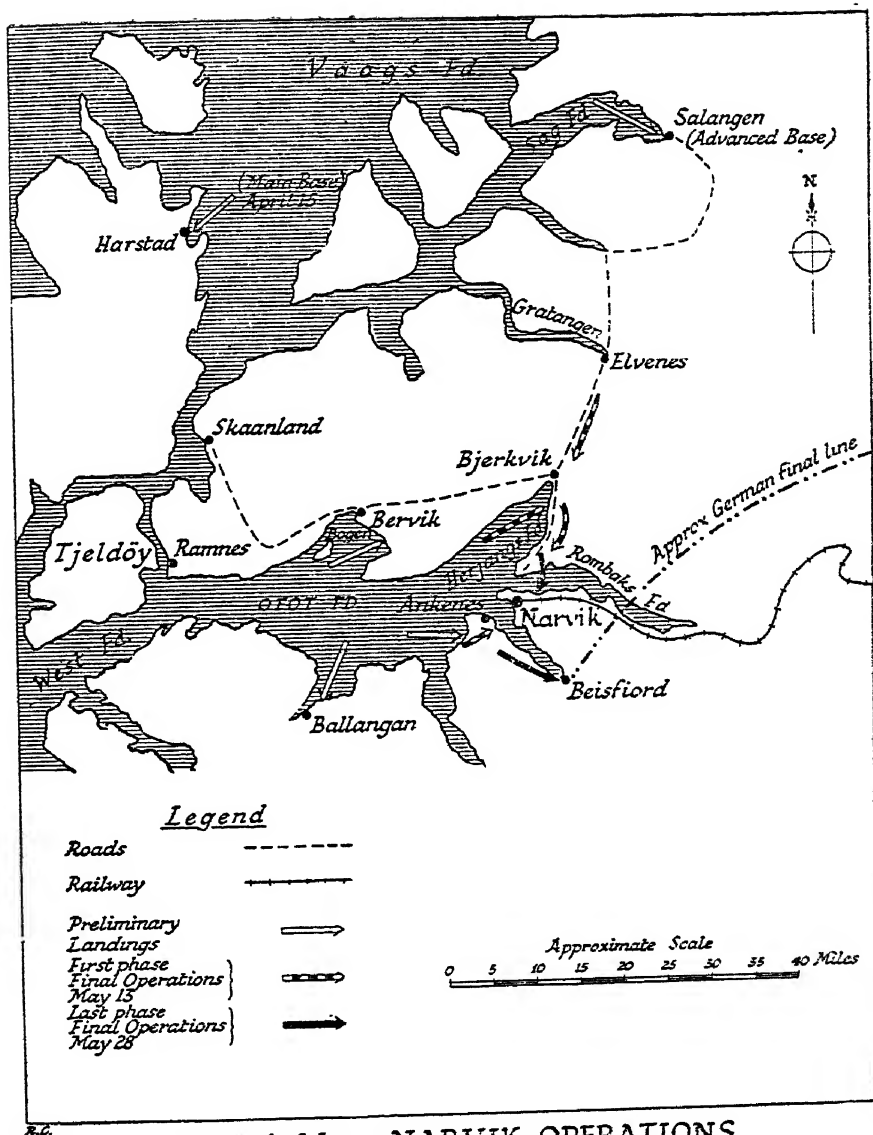 Vaags Fd.
Sag Fd
Salangen
(Advanced Base)
(Main Base)
April 15
N
Harstad
Gratangen
Elvenes
Skaanland
Bjerkvik
Approx German final line
Bervik
Bogen
Herjangs Fd
Tjeldöy
Ramnes
Rombaks
Fd
OFOT FD.
Ankenes
Narvik
West Fd.
Beisfiord
Ballangan
Legend
Roads
Railway
Preliminary
Landings
First phase
Final Operations
May 13
Last phase
Final Operations
May 28
Approximate Scale
0 5 10 15 20 25 30 35 40 Miles
R.C.
NARVIK OPERATIONS